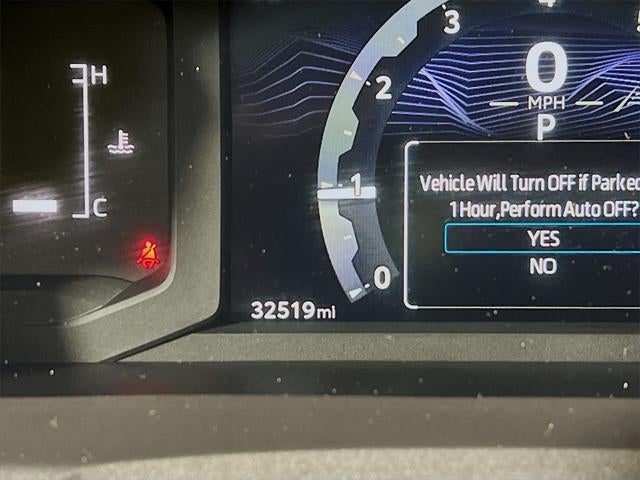 H
C
3
4
2
1
0
0
MPH
P
Vehicle Will Turn OFF if Parked
1 Hour,Perform Auto OFF?
YES
NO
32519mi